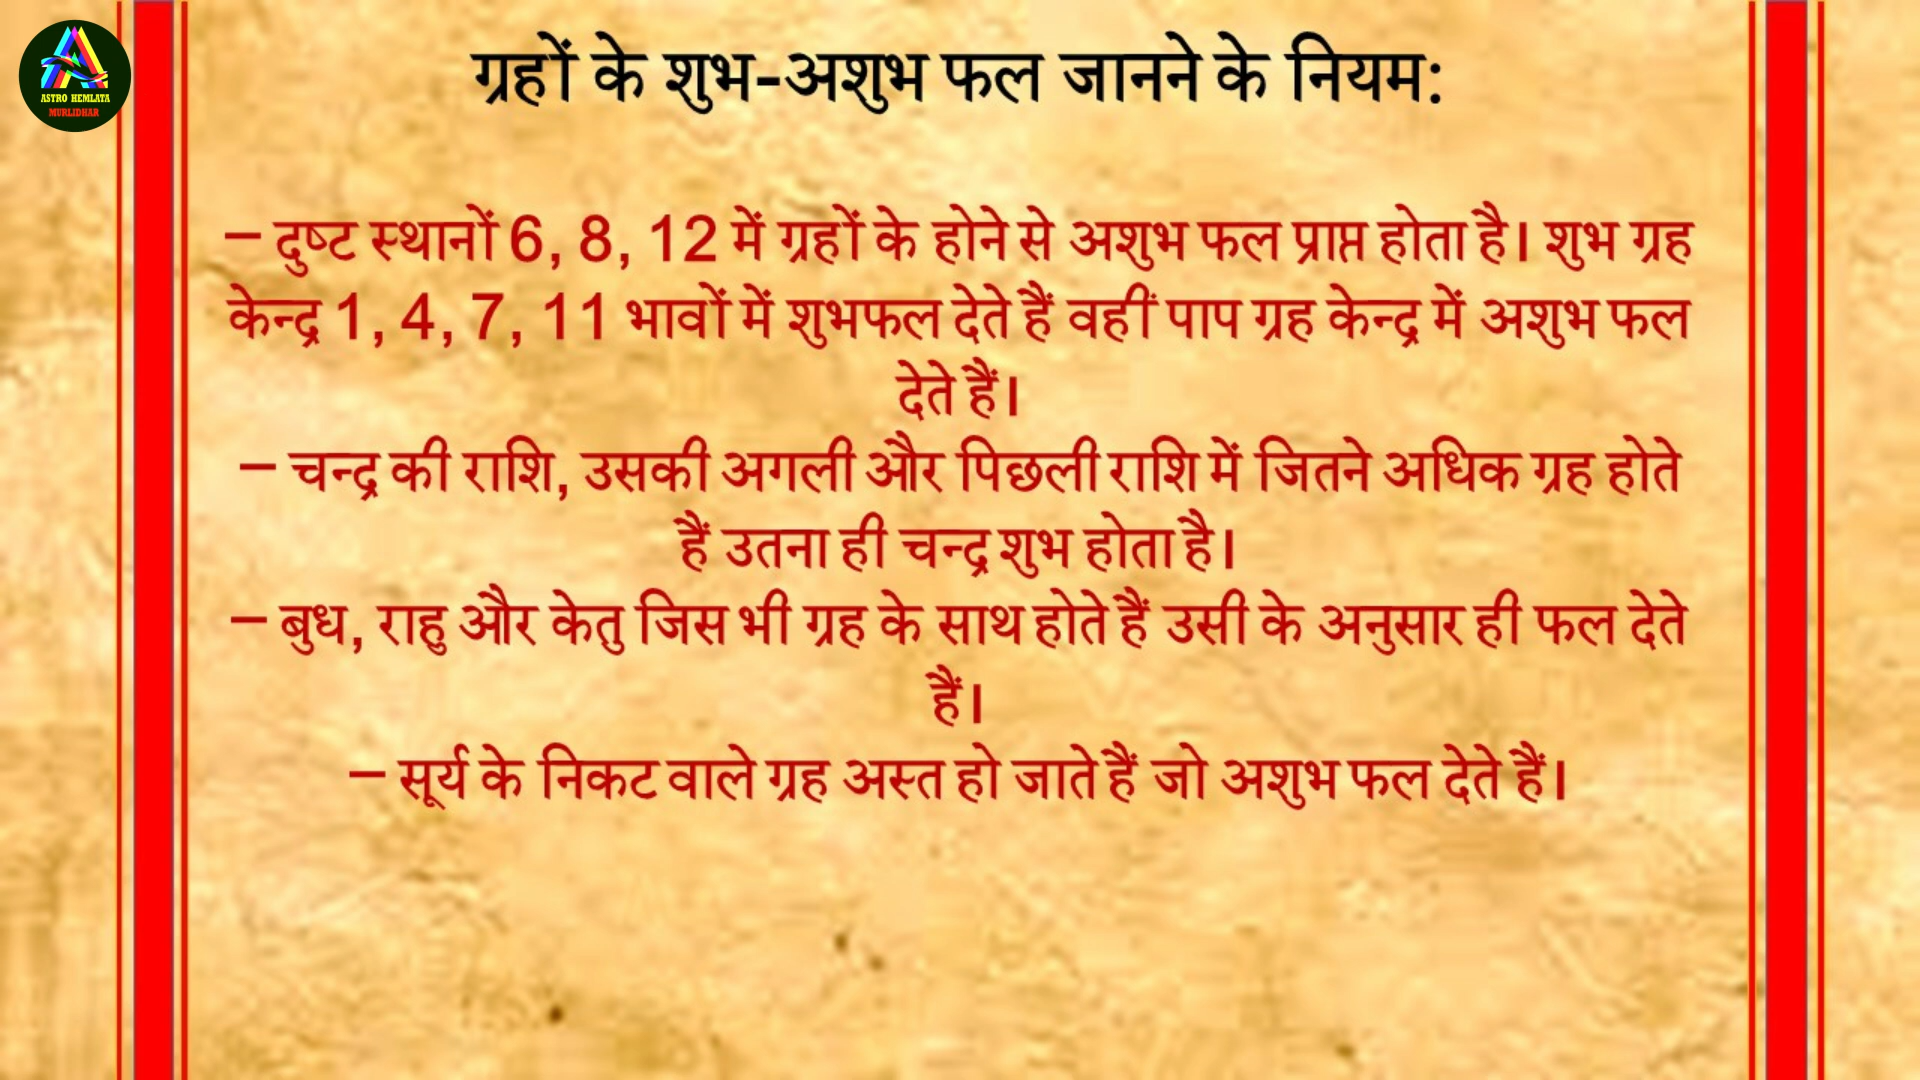 ASTRO HEMLATA
MURLIDHAR
ग्रहों के शुभ-अशुभ फल जानने के नियम:
– दुष्ट स्थानों 6, 8, 12 में ग्रहों के होने से अशुभ फल प्राप्त होता है। शुभ ग्रह
केन्द्र 1, 4, 7, 11 भावों में शुभफल देते हैं वहीं पाप ग्रह केन्द्र में अशुभ फल
देते हैं।
– चन्द्र की राशि, उसकी अगली और पिछली राशि में जितने अधिक ग्रह होते
हैं उतना ही चन्द्र शुभ होता है।
– बुध, राहु और केतु जिस भी ग्रह के साथ होते हैं उसी के अनुसार ही फल देते
हैं।
– सूर्य के निकट वाले ग्रह अस्त हो जाते हैं जो अशुभ फल देते हैं।